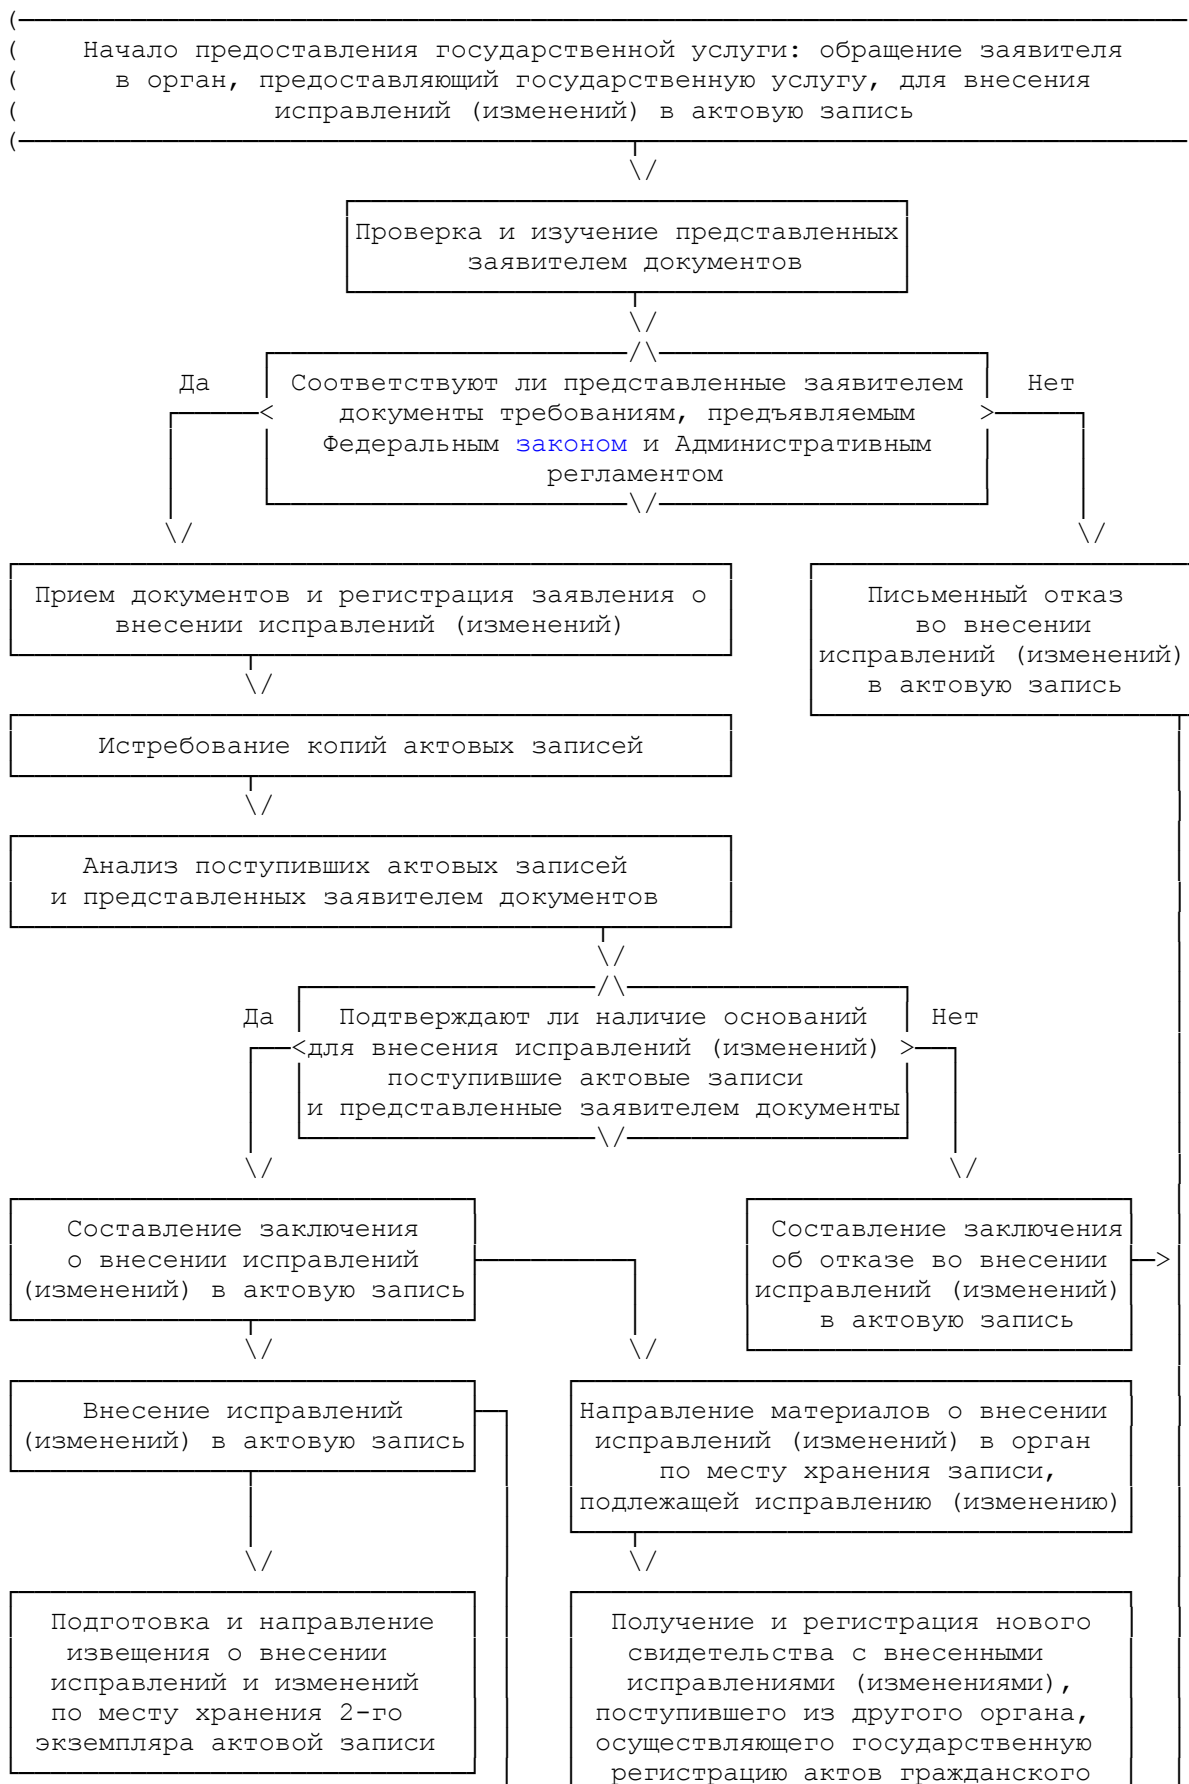 Начало предоставления государственной услуги: обращение заявителя
в орган, предоставляющий государственную услугу, для внесения
исправлений (изменений) в актовую запись
Проверка и изучение представленных
заявителем документов
Да
Соответствуют ли представленные заявителем
документы требованиям, предъявляемым
Федеральным законом и Административным
регламентом
Нет
Прием документов и регистрация заявления о
внесении исправлений (изменений)
Письменный отказ
во внесении
исправлений (изменений)
в актовую запись
Истребование копий актовых записей
Анализ поступивших актовых записей
и представленных заявителем документов
Да
Подтверждают ли наличие оснований
для внесения исправлений (изменений)
поступившие актовые записи
и представленные заявителем документы
Нет
Составление заключения
о внесении исправлений
(изменений) в актовую запись
Составление заключения
об отказе во внесении
исправлений (изменений)
в актовую запись
Внесение исправлений
(изменений) в актовую запись
Направление материалов о внесении
исправлений (изменений) в орган
по месту хранения записи,
подлежащей исправлению (изменению)
Подготовка и направление
извещения о внесении
исправлений и изменений
по месту хранения 2-го
экземпляра актовой записи
Получение и регистрация нового
свидетельства с внесенными
исправлениями (изменениями),
поступившего из другого органа,
осуществляющего государственную
регистрацию актов гражданского